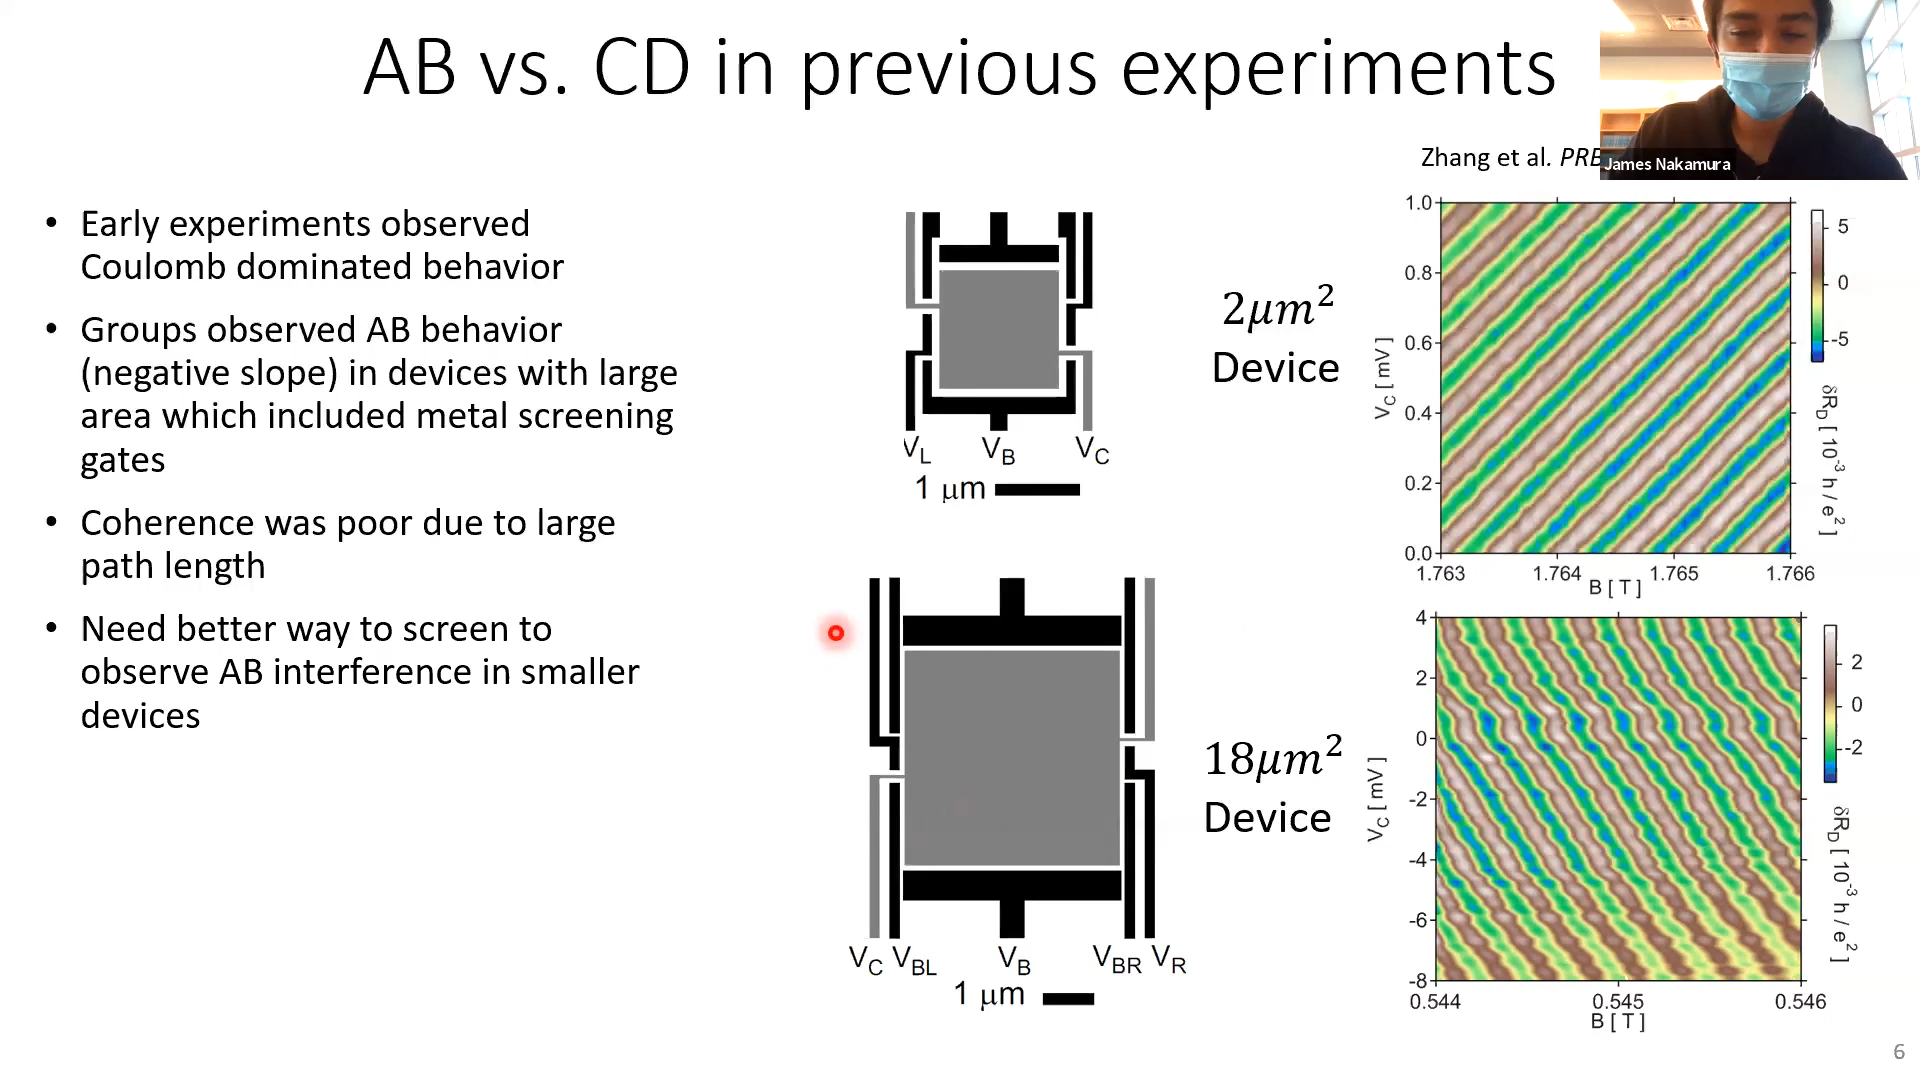 AB vs. CD in previous experiments
James Nakamura
Zhang et al. PRB
• Early experiments observed
Coulomb dominated behavior
• Groups observed AB behavior
(negative slope) in devices with large
area which included metal screening
gates
• Coherence was poor due to large
path length
• Need better way to screen to
observe AB interference in smaller
devices
V_L V_B V_C
1 μm
2μm²
Device
1.0
0.8
0.6
0.4
0.2
0.0
V_C [ mV ]
1.763 1.764 1.765 1.766
B [ T ]
5
0
-5
δR_D [ 10⁻³ h / e² ]
V_C V_BL V_B V_BR V_R
1 μm
18μm²
Device
4
2
0
-2
-4
-6
-8
V_C [ mV ]
0.544 0.545 0.546
B [ T ]
2
0
-2
δR_D [ 10⁻³ h / e² ]
6